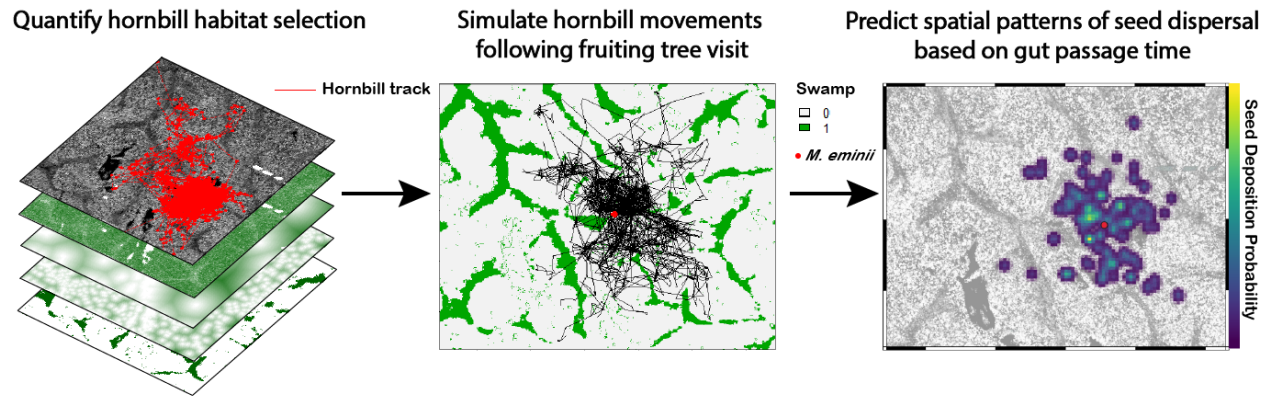 Quantify hornbill habitat selection
Simulate hornbill movements
following fruiting tree visit
Predict spatial patterns of seed dispersal
based on gut passage time
Hornbill track
Swamp
0
1
M. eminii
Seed Deposition Probability